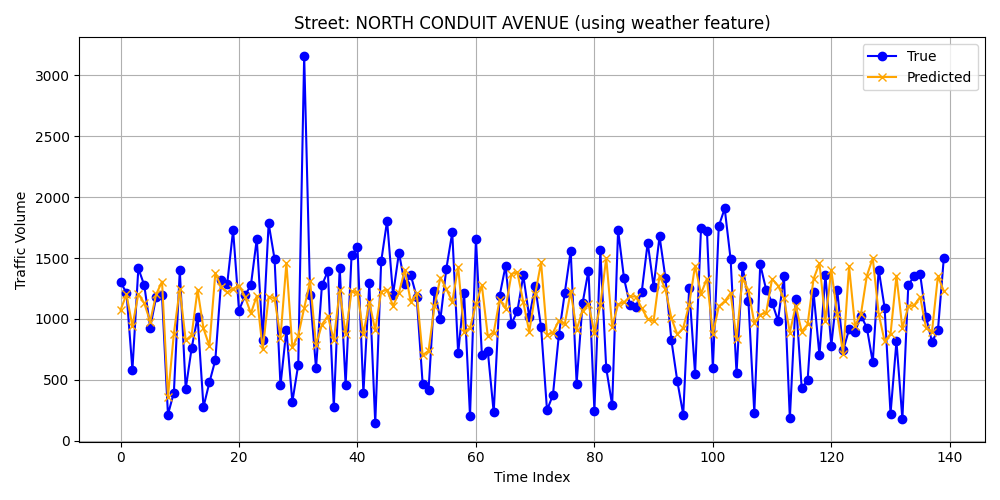 Street: NORTH CONDUIT AVENUE (using weather feature)
True
Predicted
Traffic Volume
3000
2500
2000
1500
1000
500
0
0 20 40 60 80 100 120 140
Time Index